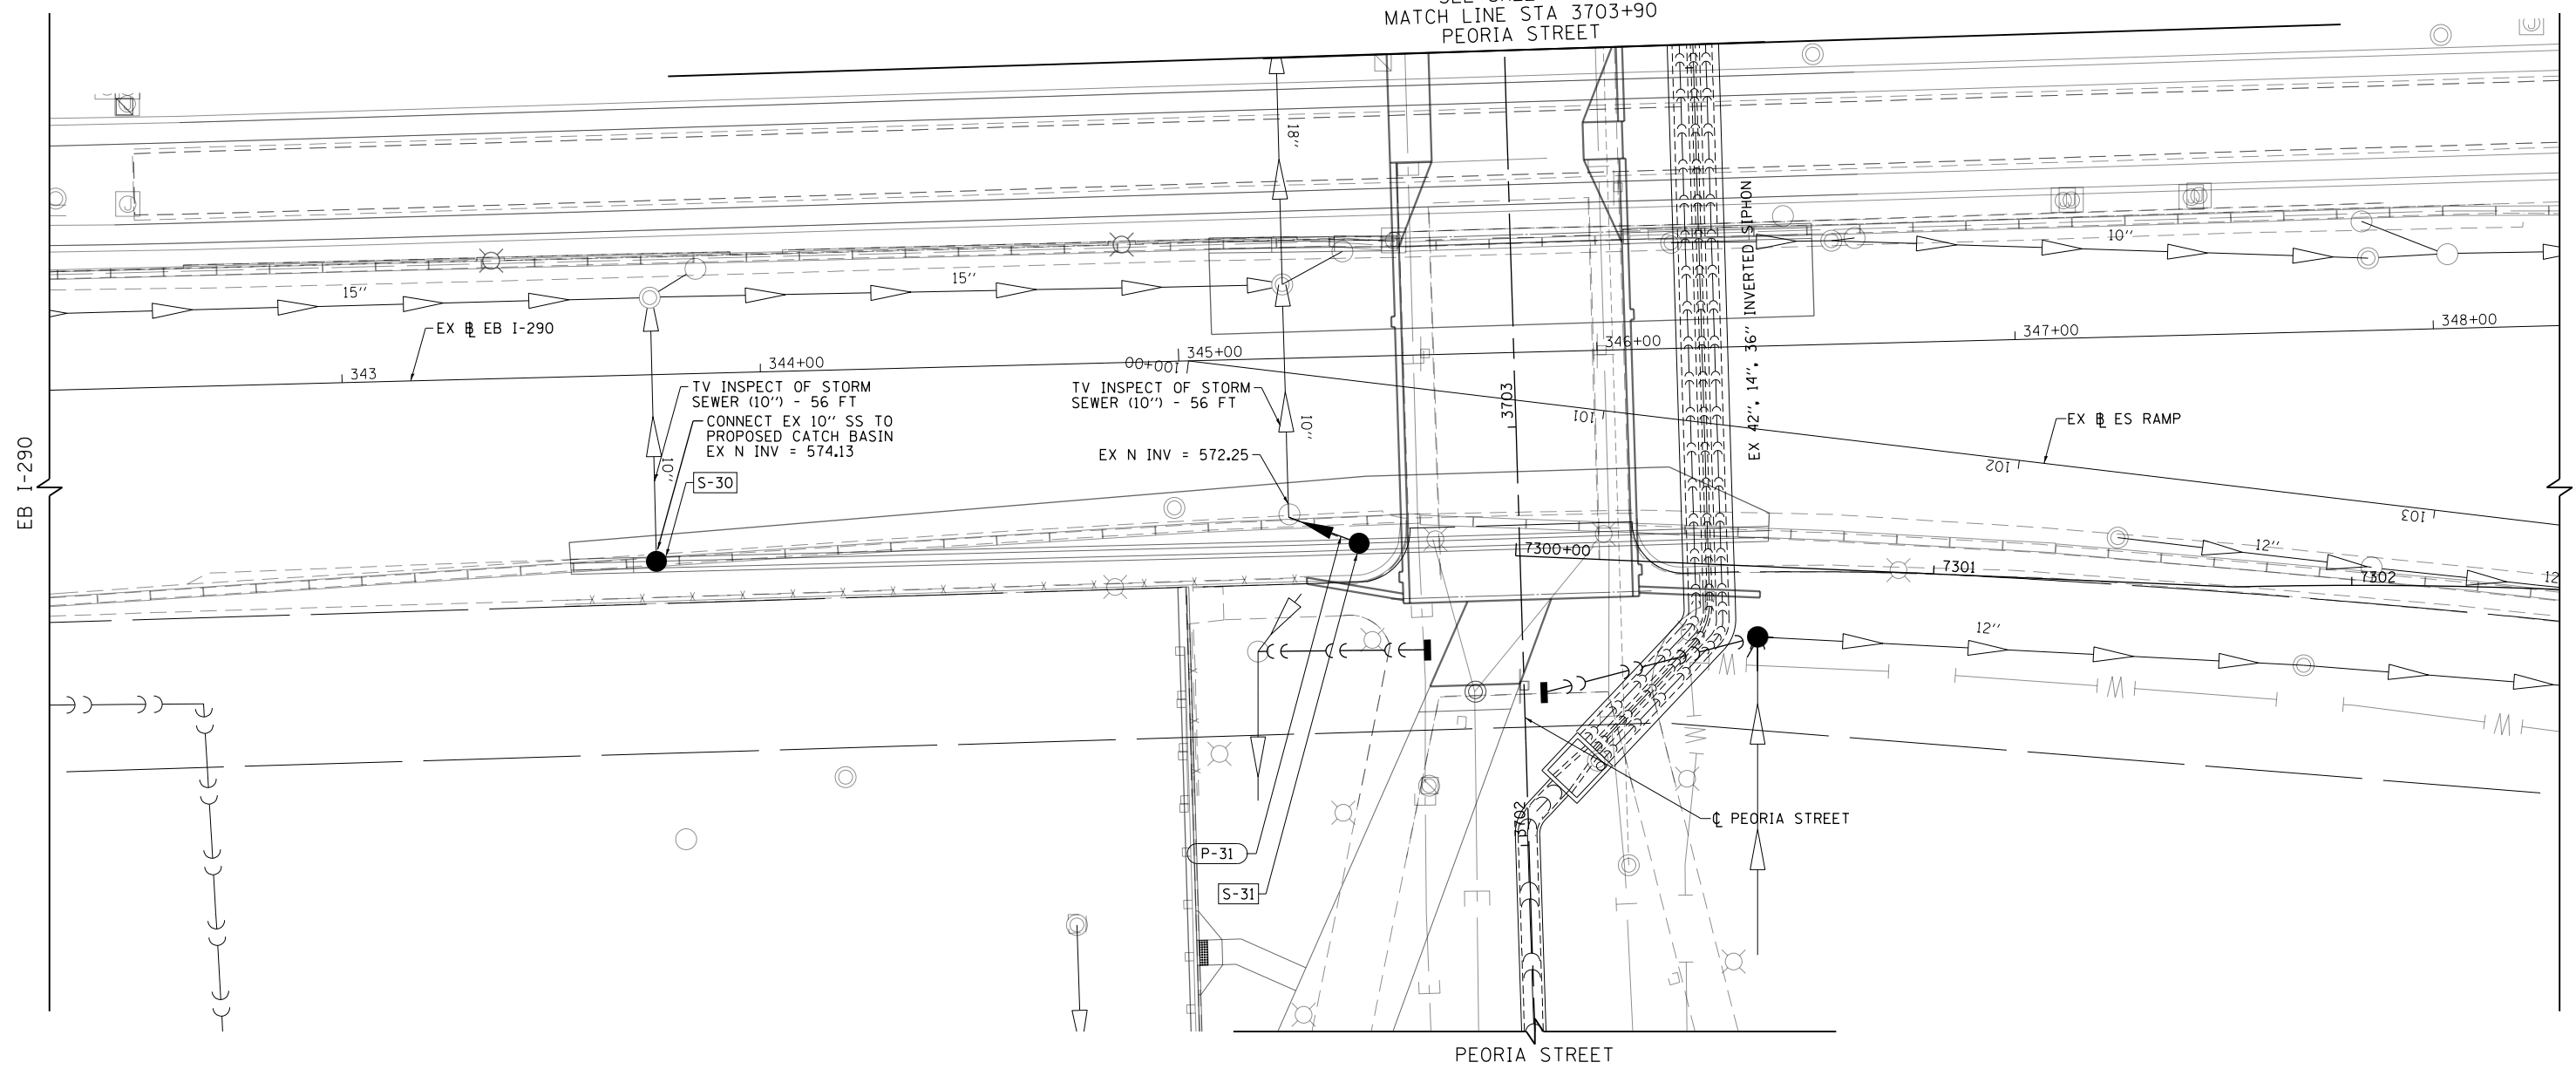 MATCH LINE STA 3703+90
PEORIA STREET
18''
EX 42'', 14'', 36'' INVERTED SIPHON
10''
15''
15''
EX ℄ EB I-290
343
344+00
345+00
346+00
347+00
348+00
100+00
101
102
103
3703
TV INSPECT OF STORM
SEWER (10'') - 56 FT
CONNECT EX 10'' SS TO
PROPOSED CATCH BASIN
EX N INV = 574.13
10''
S-30
TV INSPECT OF STORM
SEWER (10'') - 56 FT
10''
EX N INV = 572.25
EX ℄ ES RAMP
EB I-290
7300+00
7301
7302
12''
12
12''
3702
℄ PEORIA STREET
P-31
S-31
PEORIA STREET